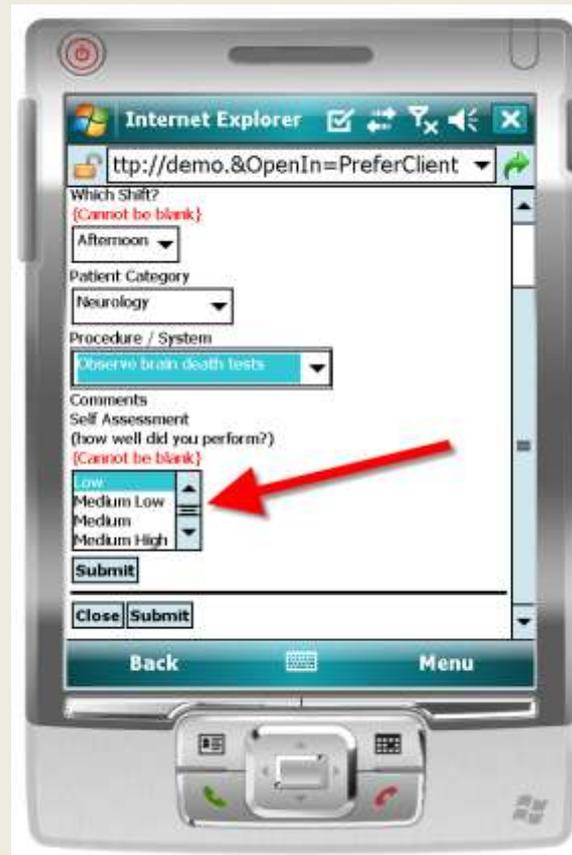 Internet Explorer
ttp://demo.&OpenIn=PreferClient
Which Shift?
{Cannot be blank}
Afternoon
Patient Category
Neurology
Procedure / System
Observe brain death tests
Comments
Self Assessment
(how well did you perform?)
{Cannot be blank}
Low
Medium Low
Medium
Medium High
Submit
Close Submit
Back Menu